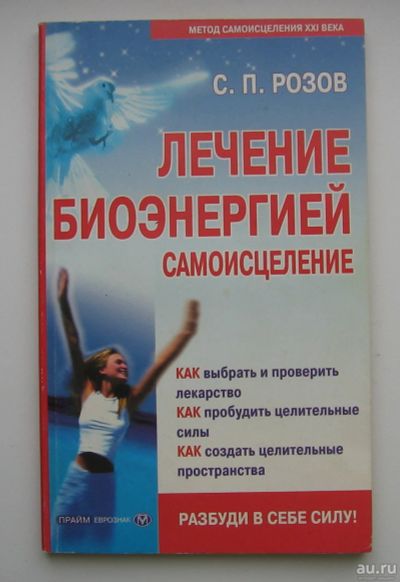 МЕТОД САМОИСЦЕЛЕНИЯ XXI ВЕКА
С. П. РОЗОВ
ЛЕЧЕНИЕ
БИОЭНЕРГИЕЙ
САМОИСЦЕЛЕНИЕ
КАК выбрать и проверить
лекарство
КАК пробудить целительные
силы
КАК создать целительные
пространства
ПРАЙМ ЕВРОЗНАК М
РАЗБУДИ В СЕБЕ СИЛУ!
au.ru